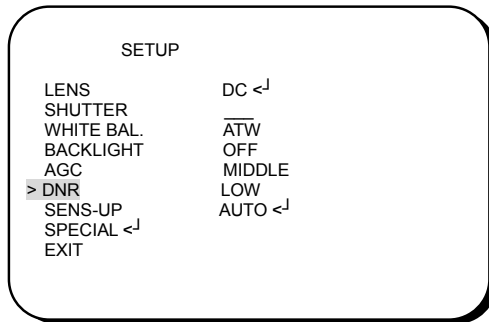 SETUP
LENS DC <┘
SHUTTER ___
WHITE BAL. ATW
BACKLIGHT OFF
AGC MIDDLE
> DNR LOW
SENS-UP AUTO <┘
SPECIAL <┘
EXIT